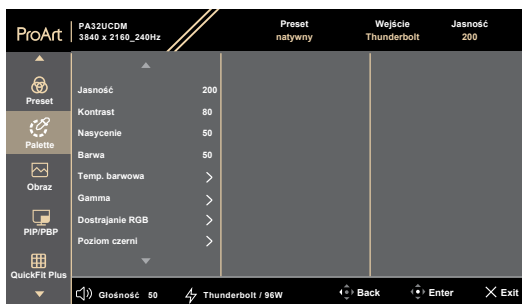 ProArt
PA32UCDM
3840 x 2160_240Hz
Preset
natywny
Wejście
Thunderbolt
Jasność
200
Preset
Palette
Obraz
PIP/PBP
QuickFit Plus
Jasność 200
Kontrast 80
Nasycenie 50
Barwa 50
Temp. barwowa
Gamma
Dostrajanie RGB
Poziom czerni
Głośność 50
Thunderbolt / 96W
Back
Enter
Exit